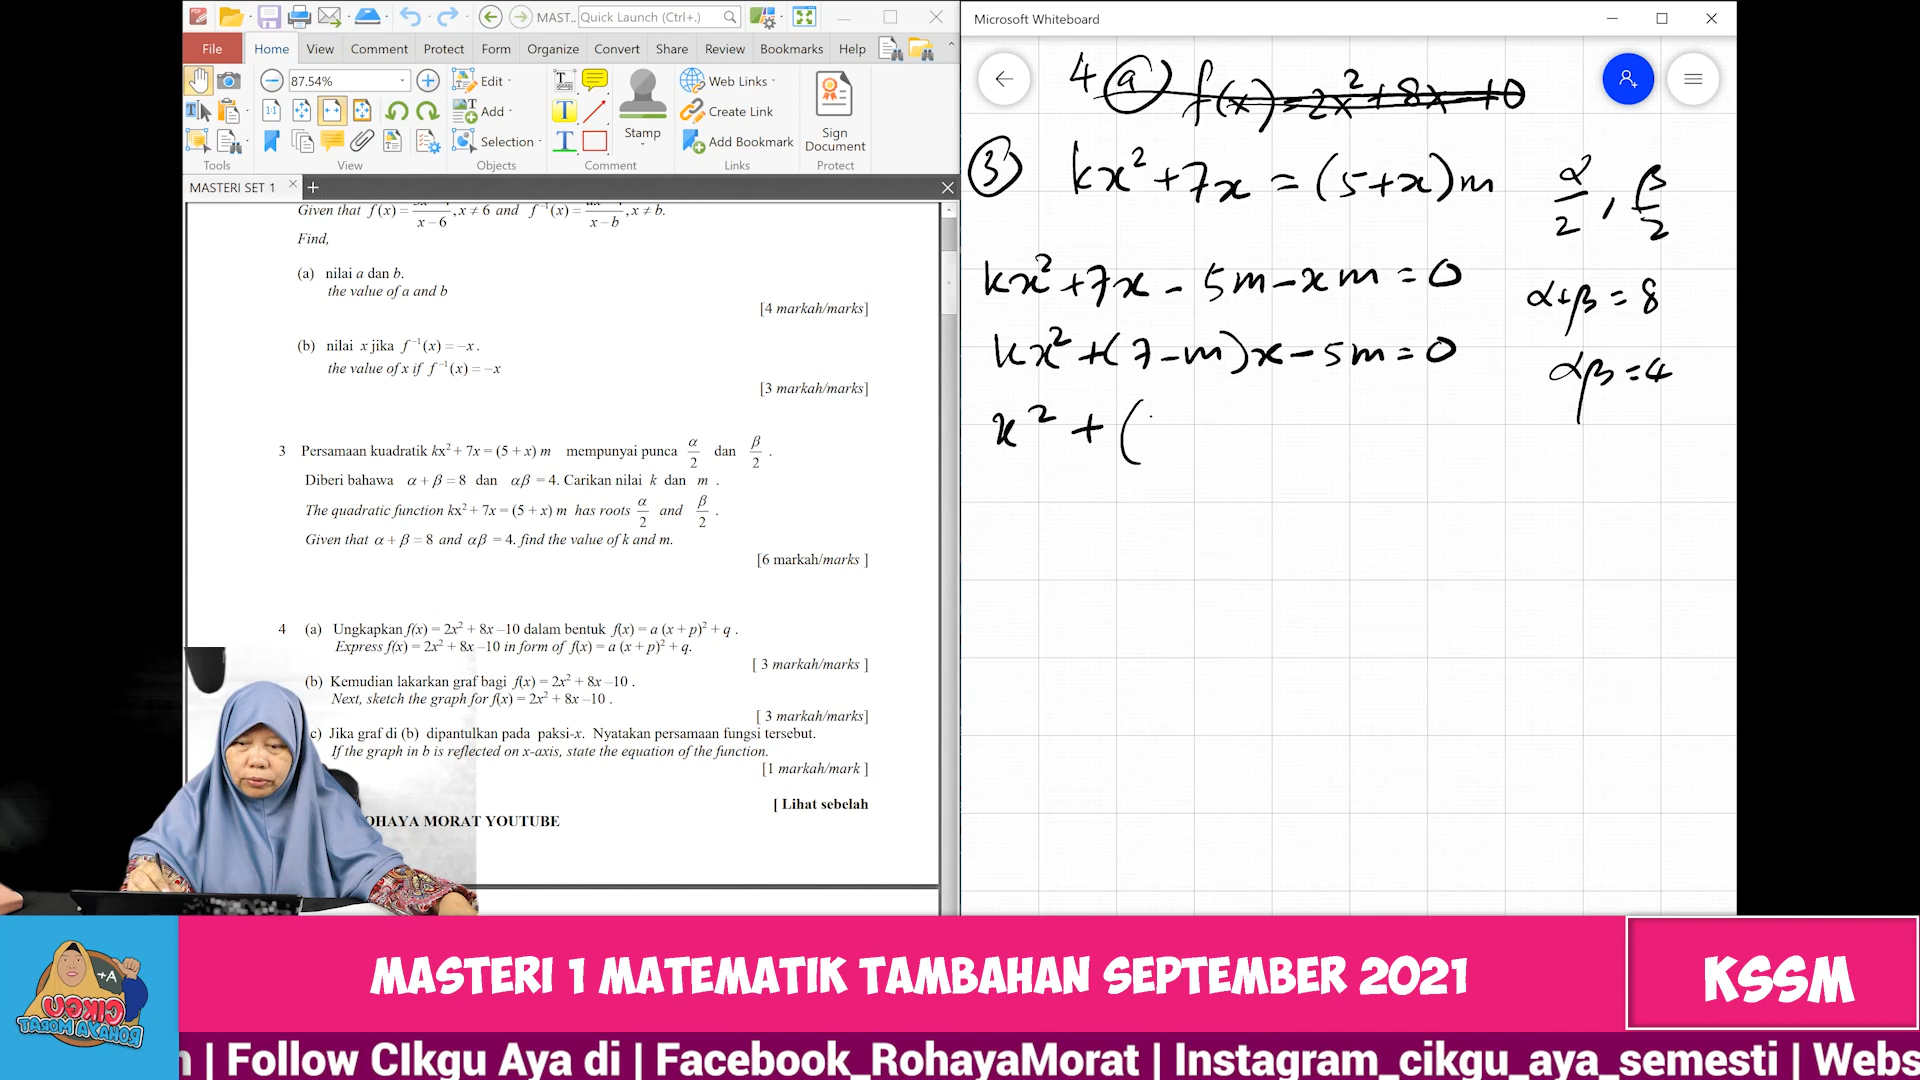 MAST.. Quick Launch (Ctrl+.)
File Home View Comment Protect Form Organize Convert Share Review Bookmarks Help
87.54% Edit Web Links
Add Create Link
Selection Stamp Add Bookmark Sign Document
Tools View Objects Comment Links Protect
MASTERI SET 1
x – 6 x – b
Given that f (x) = , x ≠ 6 and f⁻¹(x) = , x ≠ b.
Find,
(a) nilai a dan b.
the value of a and b
[4 markah/marks]
(b) nilai x jika f⁻¹(x) = –x .
the value of x if f⁻¹(x) = –x
[3 markah/marks]
3 Persamaan kuadratik kx² + 7x = (5 + x) m mempunyai punca α/2 dan β/2 .
Diberi bahawa α + β = 8 dan αβ = 4. Carikan nilai k dan m .
The quadratic function kx² + 7x = (5 + x) m has roots α/2 and β/2 .
Given that α + β = 8 and αβ = 4. find the value of k and m.
[6 markah/marks ]
4 (a) Ungkapkan f(x) = 2x² + 8x –10 dalam bentuk f(x) = a (x + p)² + q .
Express f(x) = 2x² + 8x –10 in form of f(x) = a (x + p)² + q.
[ 3 markah/marks ]
(b) Kemudian lakarkan graf bagi f(x) = 2x² + 8x –10 .
Next, sketch the graph for f(x) = 2x² + 8x –10 .
[ 3 markah/marks]
c) Jika graf di (b) dipantulkan pada paksi-x. Nyatakan persamaan fungsi tersebut.
If the graph in b is reflected on x-axis, state the equation of the function.
[1 markah/mark ]
[ Lihat sebelah
OHAYA MORAT YOUTUBE
Microsoft Whiteboard
4 (a) f(x)=2x²+8x+10
(3) kx²+7x = (5+x)m α/2 , β/2
kx²+7x – 5m – xm = 0 α+β = 8
kx²+(7–m)x – 5m = 0 αβ = 4
x² + (
A+
CIKGU
ROHAYA MORAT
MASTERI 1 MATEMATIK TAMBAHAN SEPTEMBER 2021
KSSM
n | Follow CIkgu Aya di | Facebook_RohayaMorat | Instagram_cikgu_aya_semesti | Webs